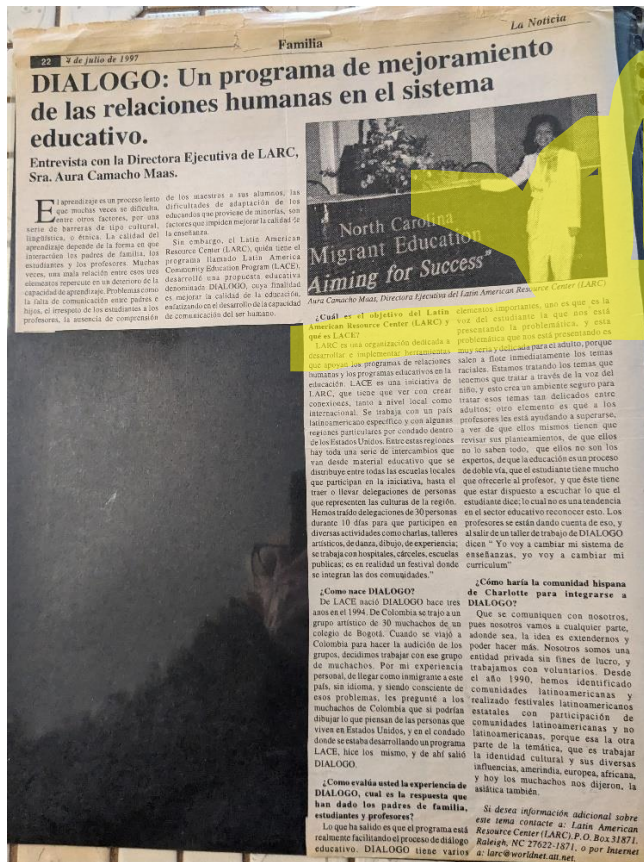 La Noticia
Familia
22 4 de julio de 1997
DIALOGO: Un programa de mejoramiento
de las relaciones humanas en el sistema
educativo.
Entrevista con la Directora Ejecutiva de LARC,
Sra. Aura Camacho Maas.
El aprendizaje es un proceso lento
que muchas veces se dificulta,
entre otros factores, por una
serie de barreras de tipo cultural,
lingüística, o étnica. La calidad del
aprendizaje depende de la forma en que
interactúen los padres de familia, los
estudiantes y los profesores. Muchas
veces, una mala relación entre esos tres
elementos repercute en un deterioro de la
capacidad de aprendizaje. Problemas como
la falta de comunicación entre padres e
hijos, el irrespeto de los estudiantes a los
profesores, la ausencia de comprensión
de los maestros a sus alumnos, las
dificultades de adaptación de los
educandos que proviene de minorías, son
factores que impiden mejorar la calidad de
la enseñanza.
Sin embargo, el Latin American
Resource Center (LARC), quién tiene el
programa llamado Latin America
Community Education Program (LACE),
desarrolló una propuesta educativa
denominada DIALOGO, cuya finalidad
es mejorar la calidad de la educación,
enfatizando en el desarrollo de la capacidad
de comunicación del ser humano.
North Carolina
Migrant Education
Aiming for Success"
Aura Camacho Maas, Directora Ejecutiva del Latin American Resource Center (LARC)
¿Cuál es el objetivo del Latin
American Resource Center (LARC) y
qué es LACE?
LARC es una organización dedicada a
desarrollar e implementar herramientas
que apoyan los programas de relaciones
humanas y los programas educativos en la
educación. LACE es una iniciativa de
LARC, que tiene que ver con crear
conexiones, tanto a nivel local como
internacional. Se trabaja con un país
latinoamericano específico y con algunas
regiones particulares por condado dentro
de los Estados Unidos. Entre estas regiones
hay toda una serie de intercambios que
van desde material educativo que se
distribuye entre todas las escuelas locales
que participan en la iniciativa, hasta el
traer o llevar delegaciones de personas
que representen las culturas de la región.
Hemos traído delegaciones de 30 personas
durante 10 días para que participen en
diversas actividades como charlas, talleres
artísticos, de danza, dibujo, de experiencia;
se trabaja con hospitales, cárceles, escuelas
publicas; es en realidad un festival donde
se integran las dos comunidades."
¿Como nace DIALOGO?
De LACE nació DIALOGO hace tres
anos en el 1994. De Colombia se trajo a un
grupo artístico de 30 muchachos de un
colegio de Bogotá. Cuando se viajó a
Colombia para hacer la audición de los
grupos, decidimos trabajar con ese grupo
de muchachos. Por mi experiencia
personal, de llegar como inmigrante a este
país, sin idioma, y siendo consciente de
esos problemas, les pregunté a los
muchachos de Colombia que si podrían
dibujar lo que piensan de las personas que
viven en Estados Unidos, y en el condado
donde se estaba desarrollando un programa
LACE, hice los mismo, y de ahí salió
DIALOGO.
¿Como evalúa usted la experiencia de
DIALOGO, cual es la respuesta que
han dado los padres de familia,
estudiantes y profesores?
Lo que ha salido es que el programa está
realmente facilitando el proceso de diálogo
educativo. DIALOGO tiene varios
elementos importantes, uno es que es la
voz del estudiante la que nos está
presentando la problemática, y esta
problemática que nos está presentando es
muy seria y delicada para el adulto, porque
salen a flote inmediatamente los temas
raciales. Estamos tratando los temas que
tenemos que tratar a través de la voz del
niño, y esto crea un ambiente seguro para
tratar esos temas tan delicados entre
adultos; otro elemento es que a los
profesores les está ayudando a superarse,
a ver de que ellos mismos tienen que
revisar sus planteamientos, de que ellos
no lo saben todo, que ellos no son los
expertos, de que la educación es un proceso
de doble vía, que el estudiante tiene mucho
que ofrecerle al profesor, y que éste tiene
que estar dispuesto a escuchar lo que el
estudiante dice; lo cual no es una tendencia
en el sector educativo reconocer esto. Los
profesores se están dando cuenta de eso, y
al salir de un taller de trabajo de DIALOGO
dicen " Yo voy a cambiar mi sistema de
enseñanzas, yo voy a cambiar mi
curriculum"
¿Cómo haría la comunidad hispana
de Charlotte para integrarse a
DIALOGO?
Que se comuniquen con nosotros,
pues nosotros vamos a cualquier parte,
adonde sea, la idea es extendernos y
poder hacer más. Nosotros somos una
entidad privada sin fines de lucro, y
trabajamos con voluntarios. Desde
el año 1990, hemos identificado
comunidades latinoamericanas y
realizado festivales latinoamericanos
estatales con participación de
comunidades latinoamericanas y no
latinoamericanas, porque esa la otra
parte de la temática, que es trabajar
la identidad cultural y sus diversas
influencias, amerindia, europea, africana,
y hoy los muchachos nos dijeron, la
asiática también.
Si desea información adicional sobre
este tema contacte a: Latin American
Resource Center (LARC), P.O. Box 31871.
Raleigh, NC 27622-1871, o por Internet
a: larc@worldnet.att.net.